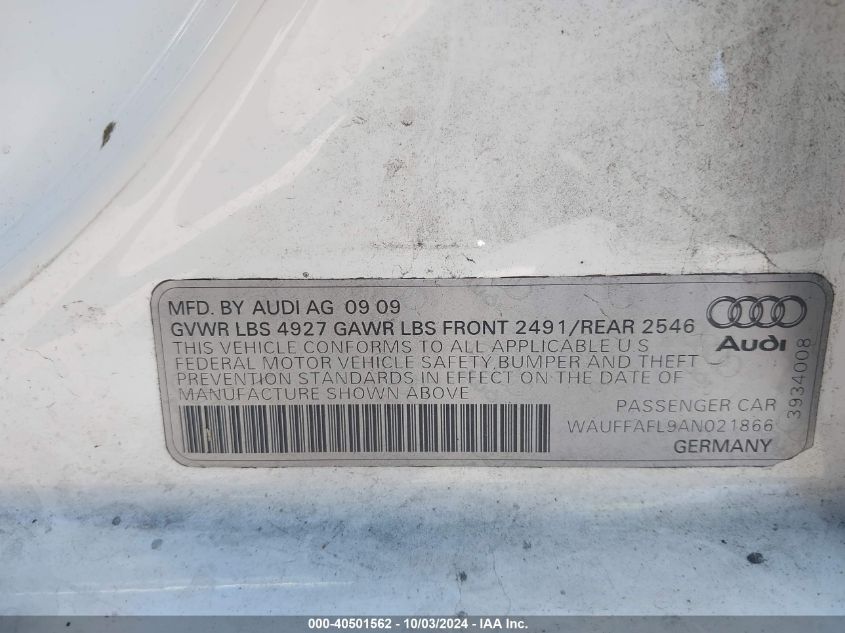 MFD. BY AUDI AG 09 09
GVWR LBS 4927 GAWR LBS FRONT 2491/REAR 2546
THIS VEHICLE CONFORMS TO ALL APPLICABLE U S
FEDERAL MOTOR VEHICLE SAFETY, BUMPER AND THEFT
PREVENTION STANDARDS IN EFFECT ON THE DATE OF
MANUFACTURE SHOWN ABOVE
Audi
3934008
PASSENGER CAR
WAUFFAFL9AN021866
GERMANY
000-40501562 - 10/03/2024 - IAA Inc.